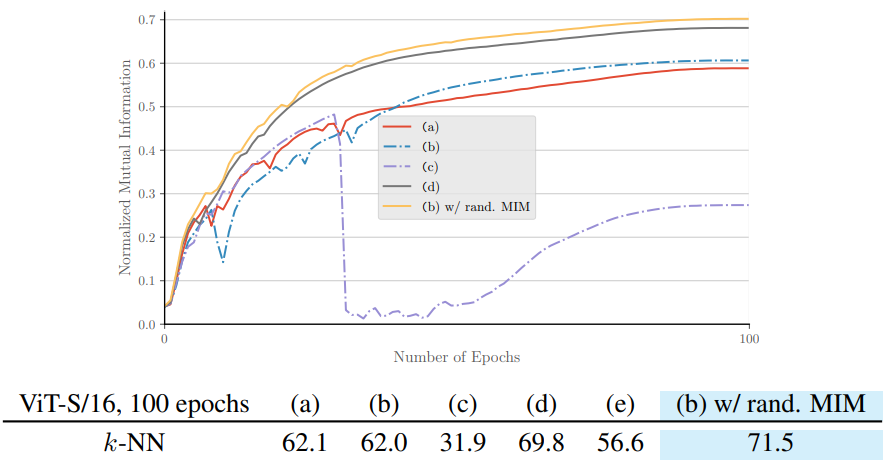 0.7
0.6
0.5
0.4
0.3
0.2
0.1
0.0
Normalized Mutual Information
(a)
(b)
(c)
(d)
(b) w/ rand. MIM
0
100
Number of Epochs
ViT-S/16, 100 epochs (a) (b) (c) (d) (e) (b) w/ rand. MIM
k-NN 62.1 62.0 31.9 69.8 56.6 71.5